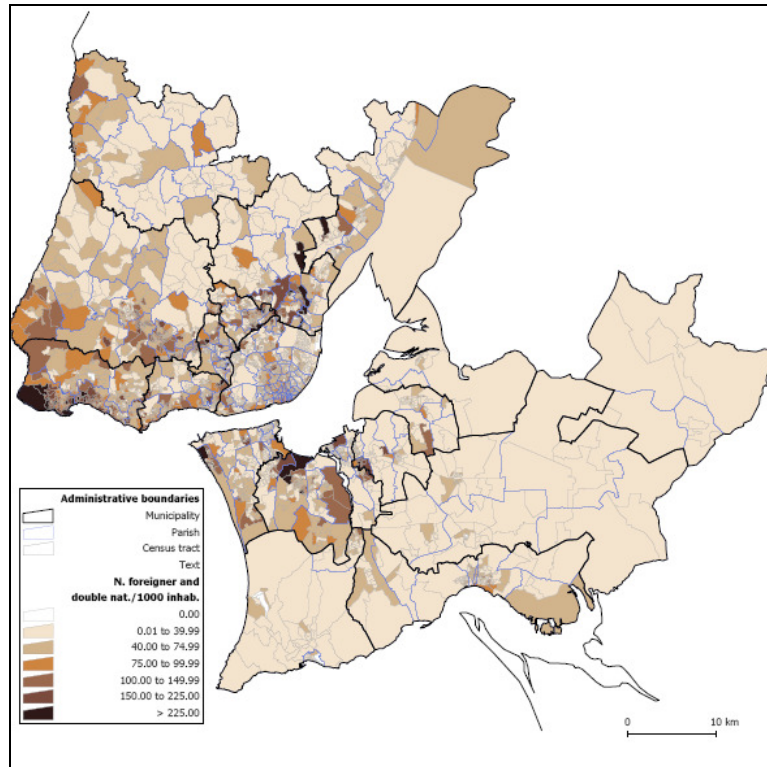 Administrative boundaries
Municipality
Parish
Census tract
Text
N. foreigner and
double nat./1000 inhab.
0.00
0.01 to 39.99
40.00 to 74.99
75.00 to 99.99
100.00 to 149.99
150.00 to 225.00
> 225.00
0 10 km